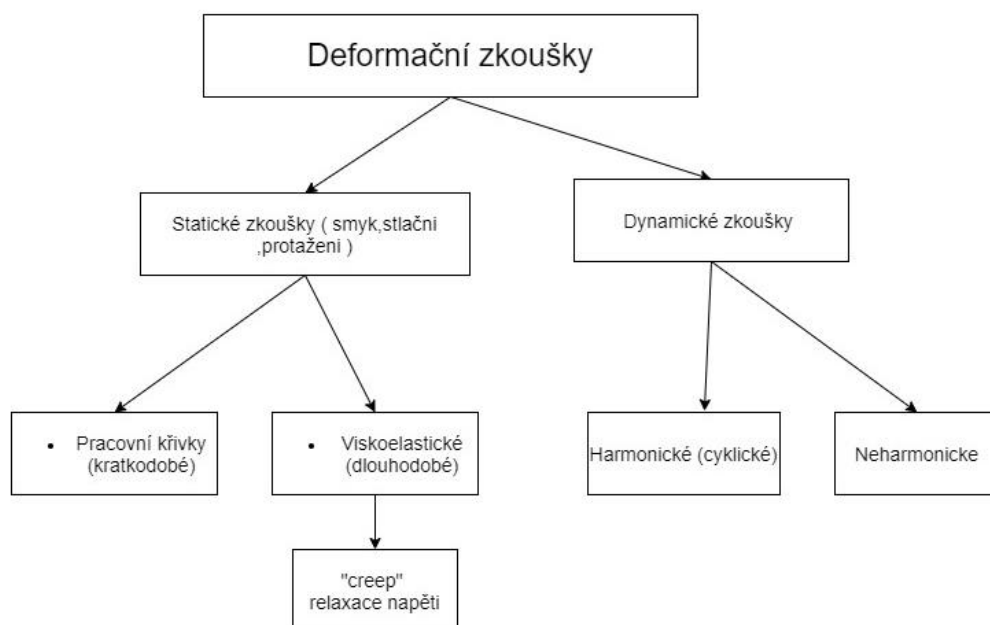 Deformační zkoušky
Statické zkoušky ( smyk,stlačni
,protaženi )
Dynamické zkoušky
• Pracovní křivky
(kratkodobé)
• Viskoelastické
(dlouhodobé)
Harmonické (cyklické)
Neharmonicke
"creep"
relaxace napěti